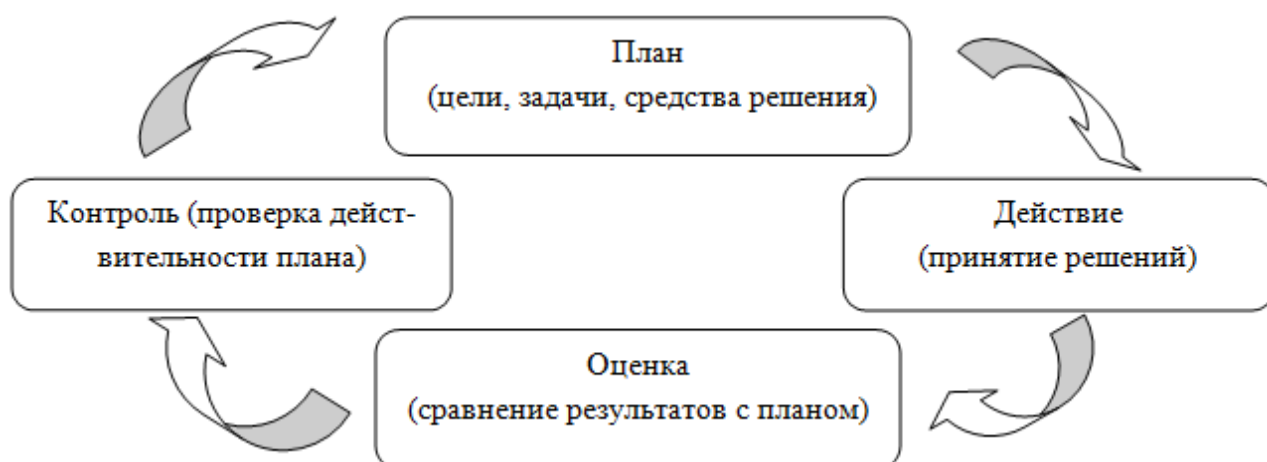 План
(цели, задачи, средства решения)
Контроль (проверка дейст-
вительности плана)
Действие
(принятие решений)
Оценка
(сравнение результатов с планом)